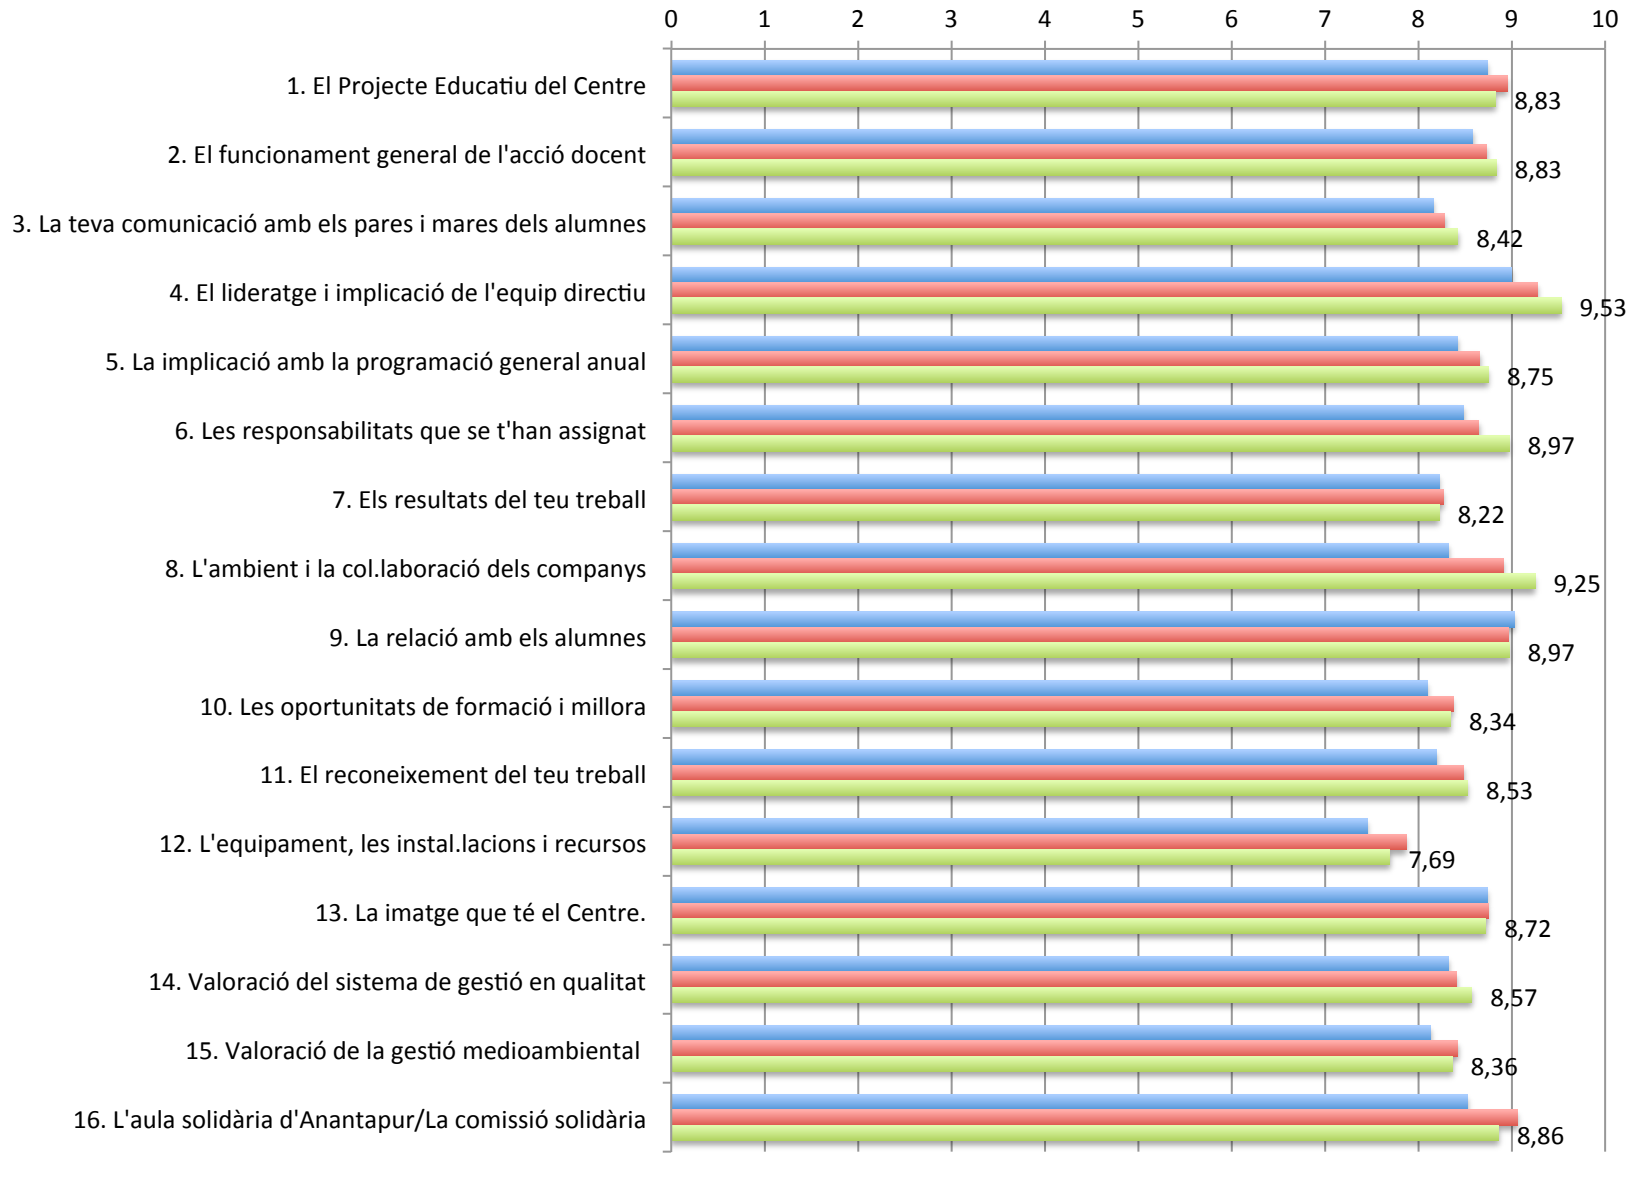 0 1 2 3 4 5 6 7 8 9 10
1. El Projecte Educatiu del Centre
8,83
2. El funcionament general de l'acció docent
8,83
3. La teva comunicació amb els pares i mares dels alumnes
8,42
4. El lideratge i implicació de l'equip directiu
9,53
5. La implicació amb la programació general anual
8,75
6. Les responsabilitats que se t'han assignat
8,97
7. Els resultats del teu treball
8,22
8. L'ambient i la col.laboració dels companys
9,25
9. La relació amb els alumnes
8,97
10. Les oportunitats de formació i millora
8,34
11. El reconeixement del teu treball
8,53
12. L'equipament, les instal.lacions i recursos
7,69
13. La imatge que té el Centre.
8,72
14. Valoració del sistema de gestió en qualitat
8,57
15. Valoració de la gestió medioambiental
8,36
16. L'aula solidària d'Anantapur/La comissió solidària
8,86